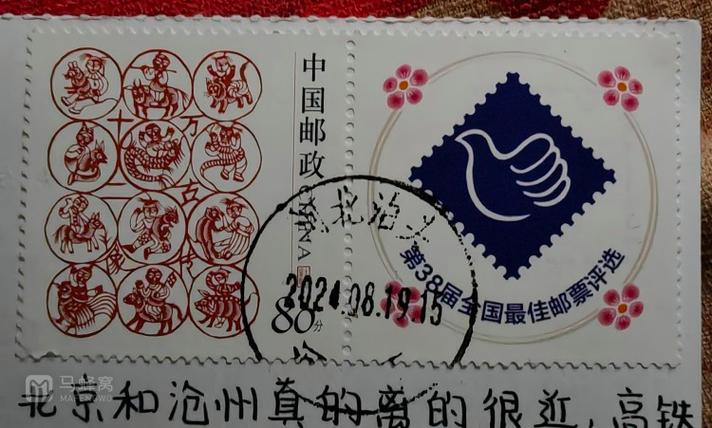 中国邮政
CHINA
80分
第38届全国最佳邮票评选
2024.08.19.15
北京和沧州真的离的很近，高铁
马蜂窝
MAFENGWO